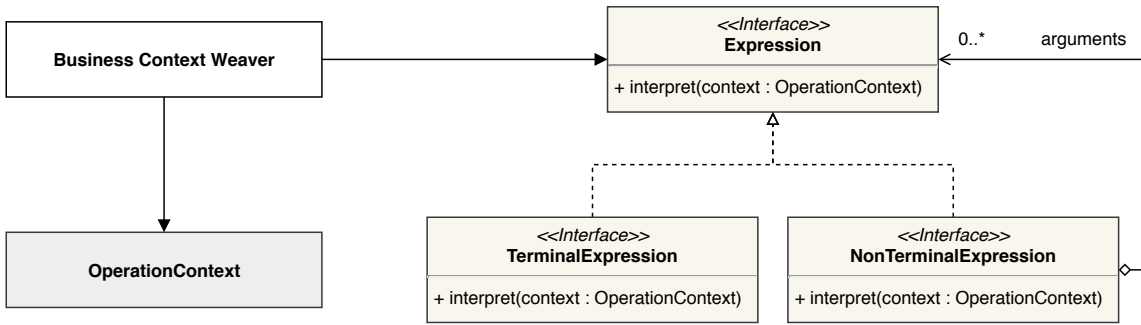 Business Context Weaver
<<Interface>>
Expression
+ interpret(context : OperationContext)
0..*
arguments
OperationContext
<<Interface>>
TerminalExpression
+ interpret(context : OperationContext)
<<Interface>>
NonTerminalExpression
+ interpret(context : OperationContext)